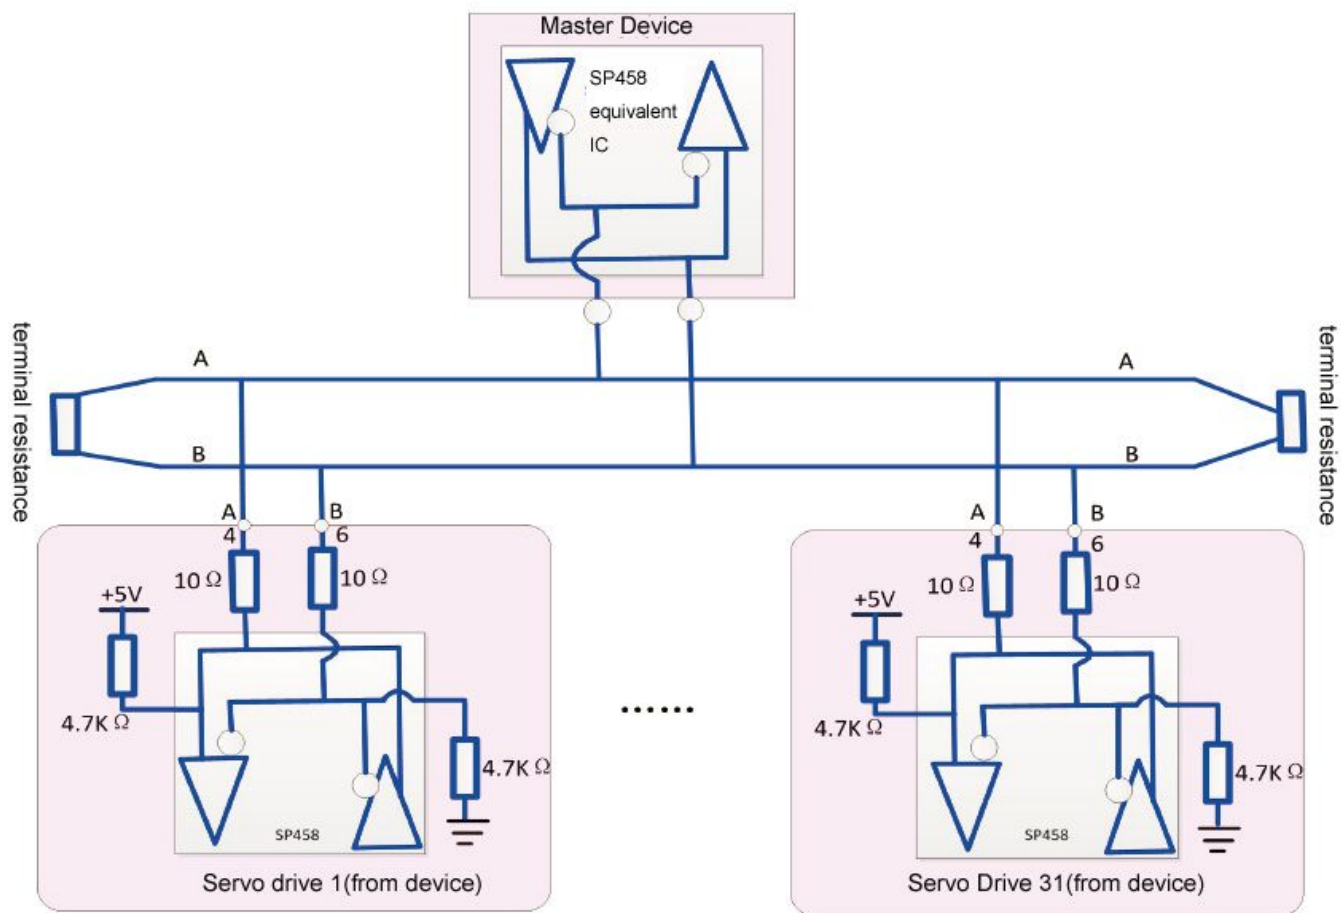 Master Device
SP458
equivalent
IC
terminal resistance
A
A
terminal resistance
B
B
A
B
4
6
10 Ω
10 Ω
+5V
4.7K Ω
4.7K Ω
SP458
Servo drive 1(from device)
......
A
B
4
6
10 Ω
10 Ω
+5V
4.7K Ω
4.7K Ω
SP458
Servo Drive 31(from device)